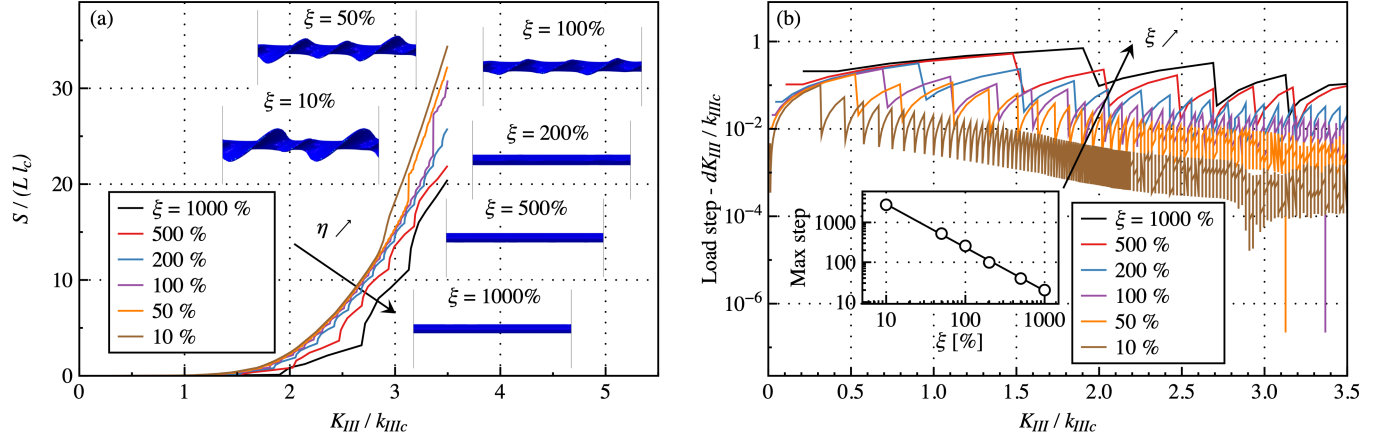 (a)
ξ = 50%
ξ = 100%
ξ = 10%
ξ = 200%
ξ = 500%
ξ = 1000%
η ↗
S / (L l_c)
30
20
10
0
ξ = 1000 %
500 %
200 %
100 %
50 %
10 %
0 1 2 3 4 5
K_III / k_IIIc
(b)
ξ ↗
Load step - dK_III / k_IIIc
1
10^-2
10^-4
10^-6
Max step
1000
100
10
10 100 1000
ξ [%]
ξ = 1000 %
500 %
200 %
100 %
50 %
10 %
0 0.5 1.0 1.5 2.0 2.5 3.0 3.5
K_III / k_IIIc